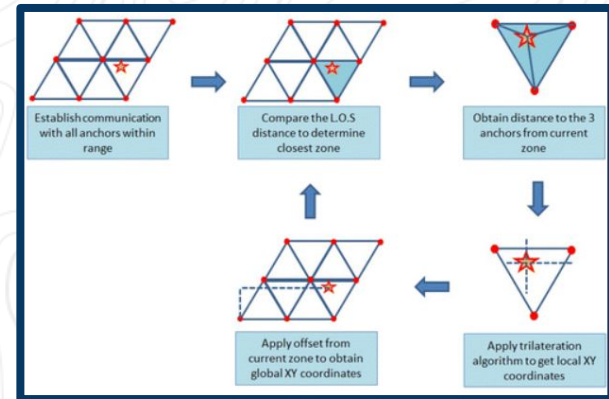 Establish communication
with all anchors within
range
Compare the L.O.S
distance to determine
closest zone
Obtain distance to the 3
anchors from current
zone
Apply offset from
current zone to obtain
global XY coordinates
Apply trilateration
algorithm to get local XY
coordinates